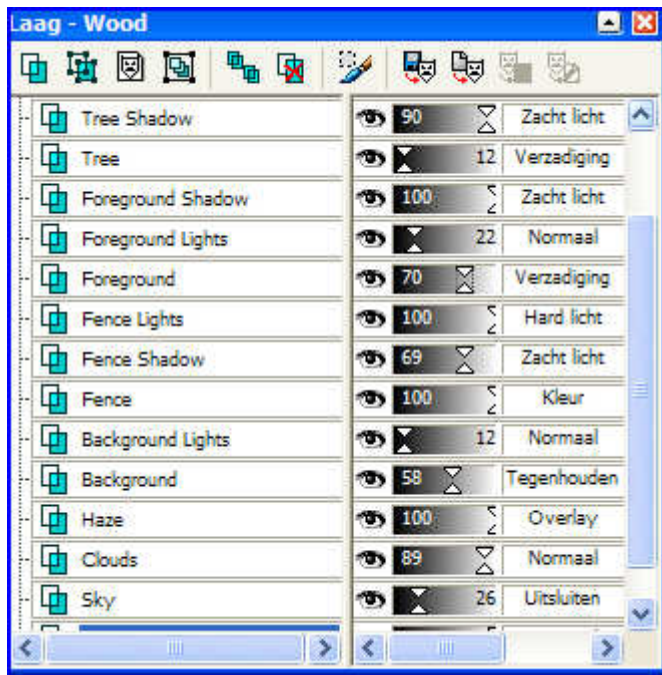 Laag - Wood
Tree Shadow 90 Zacht licht
Tree 12 Verzadiging
Foreground Shadow 100 Zacht licht
Foreground Lights 22 Normaal
Foreground 70 Verzadiging
Fence Lights 100 Hard licht
Fence Shadow 69 Zacht licht
Fence 100 Kleur
Background Lights 12 Normaal
Background 58 Tegenhouden
Haze 100 Overlay
Clouds 89 Normaal
Sky 26 Uitsluiten